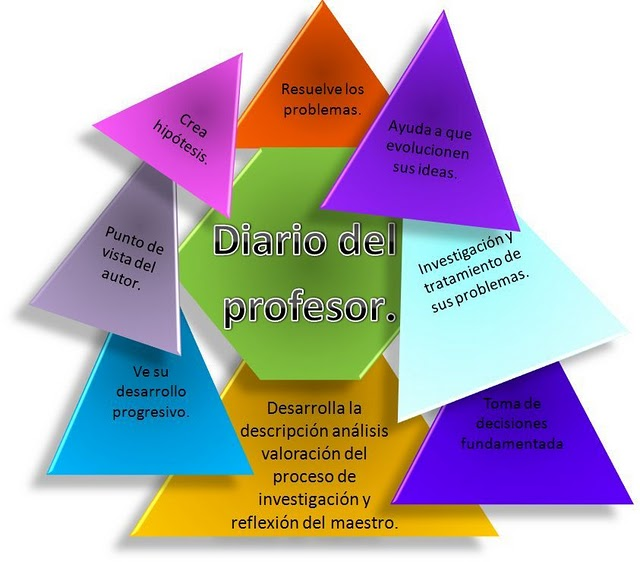 Diario del
profesor.
Resuelve los
problemas.
Ayuda a que
evolucionen
sus ideas.
Investigación y
tratamiento de
sus problemas.
Toma de
decisiones
fundamentada
Desarrolla la
descripción análisis
valoración del
proceso de
investigación y
reflexión del maestro.
Ve su
desarrollo
progresivo.
Punto de
vista del
autor.
Crea
hipótesis.